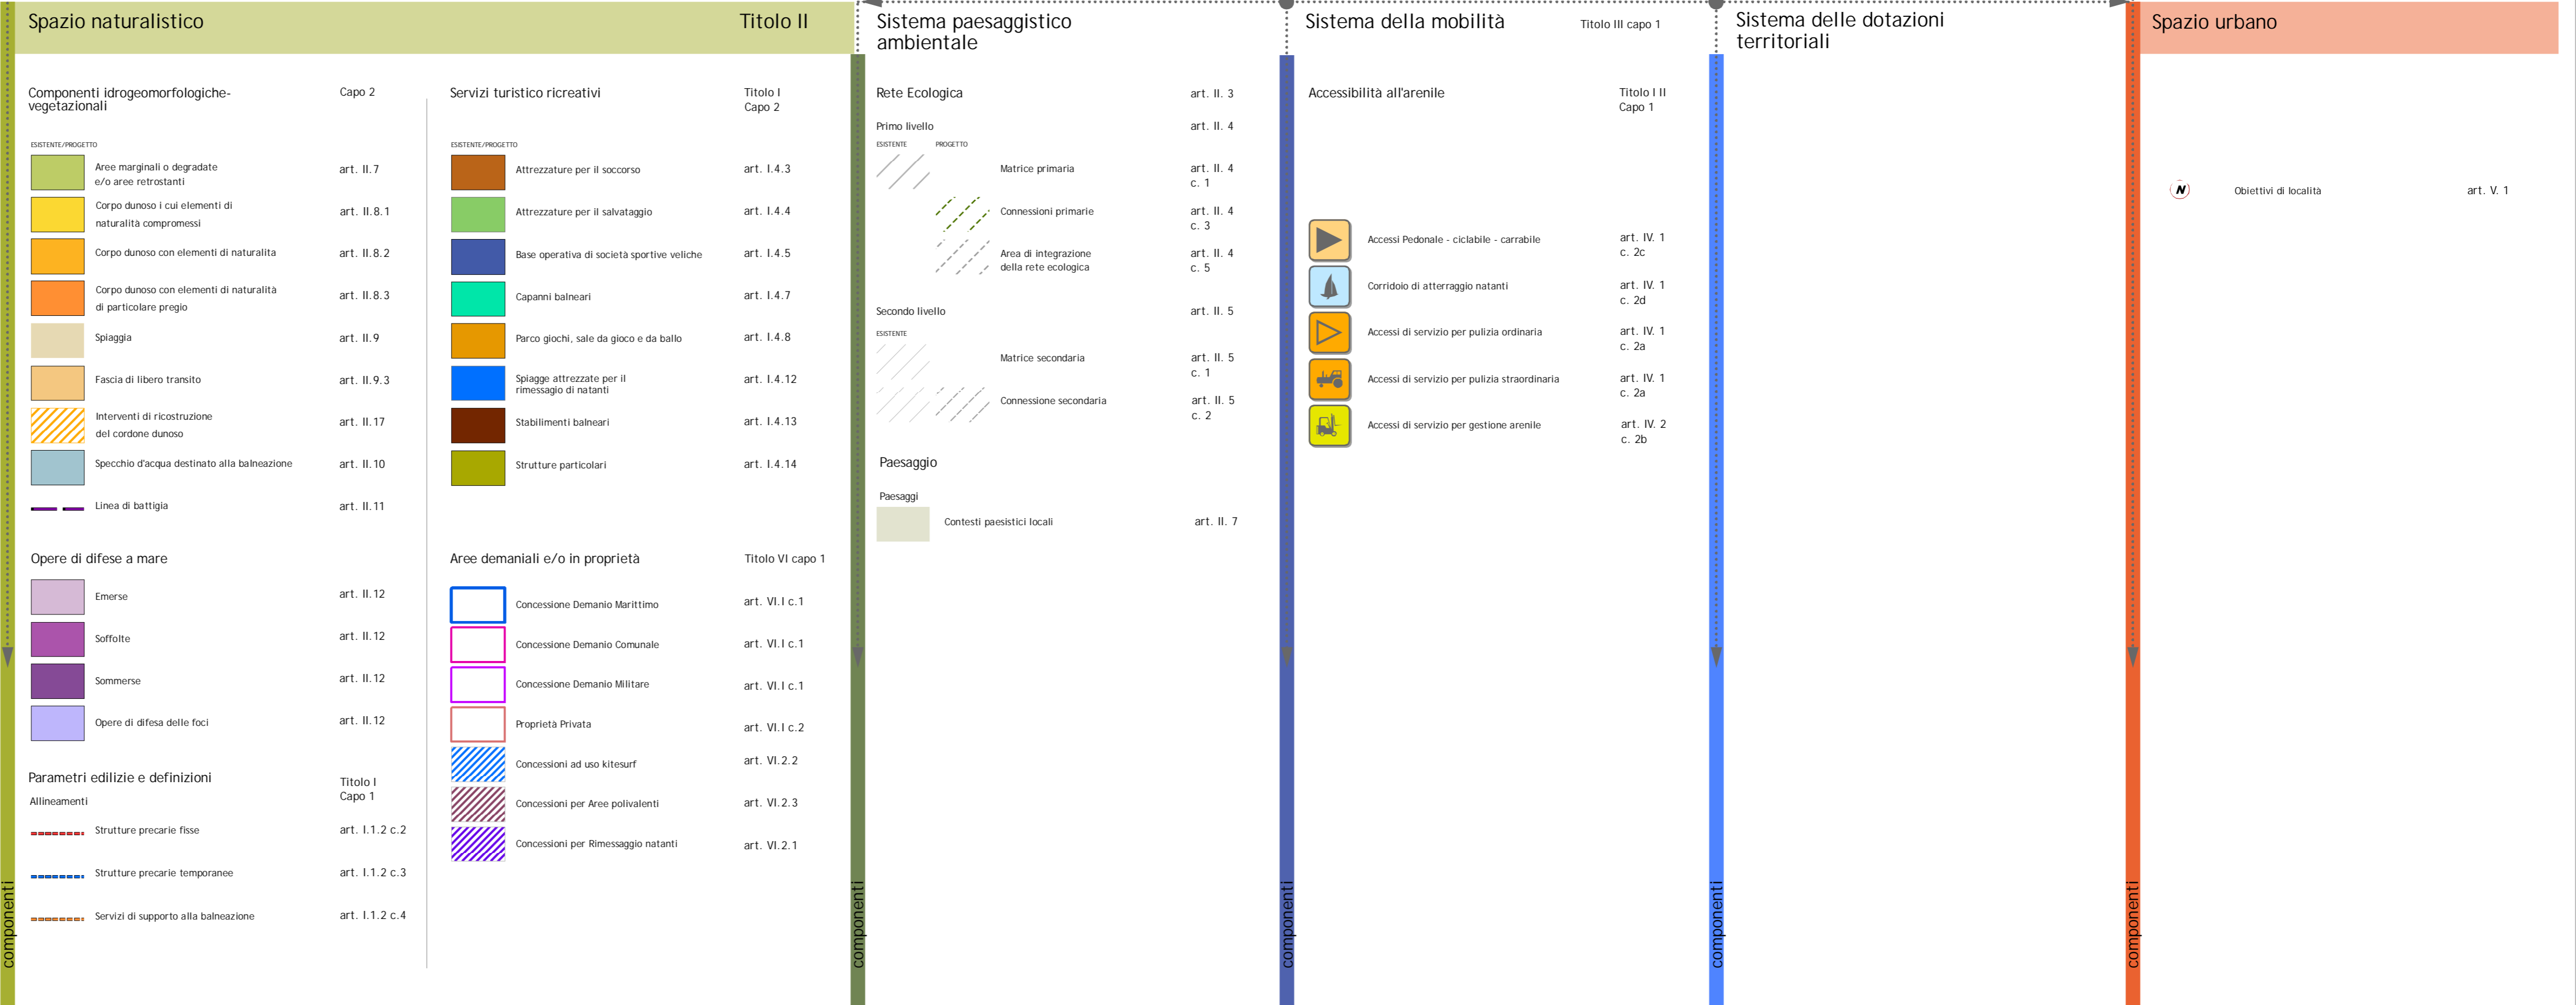 Spazio naturalistico Titolo II
Componenti idrogeomorfologiche-
vegetazionali
Capo 2
ESISTENTE/PROGETTO
Aree marginali o degradate
e/o aree retrostanti
art. II.7
Corpo dunoso i cui elementi di
naturalità compromessi
art. II.8.1
Corpo dunoso con elementi di naturalita
art. II.8.2
Corpo dunoso con elementi di naturalità
di particolare pregio
art. II.8.3
Spiaggia
art. II.9
Fascia di libero transito
art. II.9.3
Interventi di ricostruzione
del cordone dunoso
art. II.17
Specchio d'acqua destinato alla balneazione
art. II.10
Linea di battigia
art. II.11
Opere di difese a mare
Emerse
art. II.12
Soffolte
art. II.12
Sommerse
art. II.12
Opere di difesa delle foci
art. II.12
Parametri edilizie e definizioni
Titolo I
Capo 1
Allineamenti
Strutture precarie fisse
art. I.1.2 c.2
Strutture precarie temporanee
art. I.1.2 c.3
Servizi di supporto alla balneazione
art. I.1.2 c.4
componenti
Servizi turistico ricreativi
Titolo I
Capo 2
ESISTENTE/PROGETTO
Attrezzature per il soccorso
art. I.4.3
Attrezzature per il salvataggio
art. I.4.4
Base operativa di società sportive veliche
art. I.4.5
Capanni balneari
art. I.4.7
Parco giochi, sale da gioco e da ballo
art. I.4.8
Spiagge attrezzate per il
rimessagio di natanti
art. I.4.12
Stabilimenti balneari
art. I.4.13
Strutture particolari
art. I.4.14
Aree demaniali e/o in proprietà
Titolo VI capo 1
Concessione Demanio Marittimo
art. VI.I c.1
Concessione Demanio Comunale
art. VI.I c.1
Concessione Demanio Militare
art. VI.I c.1
Proprietà Privata
art. VI.I c.2
Concessioni ad uso kitesurf
art. VI.2.2
Concessioni per Aree polivalenti
art. VI.2.3
Concessioni per Rimessaggio natanti
art. VI.2.1
componenti
Sistema paesaggistico
ambientale
Rete Ecologica
art. II. 3
Primo livello
art. II. 4
ESISTENTE PROGETTO
Matrice primaria
art. II. 4
c. 1
Connessioni primarie
art. II. 4
c. 3
Area di integrazione
della rete ecologica
art. II. 4
c. 5
Secondo livello
art. II. 5
ESISTENTE
Matrice secondaria
art. II. 5
c. 1
Connessione secondaria
art. II. 5
c. 2
Paesaggio
Paesaggi
Contesti paesistici locali
art. II. 7
componenti
Sistema della mobilità Titolo III capo 1
Accessibilità all'arenile
Titolo I II
Capo 1
Accessi Pedonale - ciclabile - carrabile
art. IV. 1
c. 2c
Corridoio di atterraggio natanti
art. IV. 1
c. 2d
Accessi di servizio per pulizia ordinaria
art. IV. 1
c. 2a
Accessi di servizio per pulizia straordinaria
art. IV. 1
c. 2a
Accessi di servizio per gestione arenile
art. IV. 2
c. 2b
componenti
Sistema delle dotazioni
territoriali
componenti
Spazio urbano
N
Obiettivi di località
art. V. 1